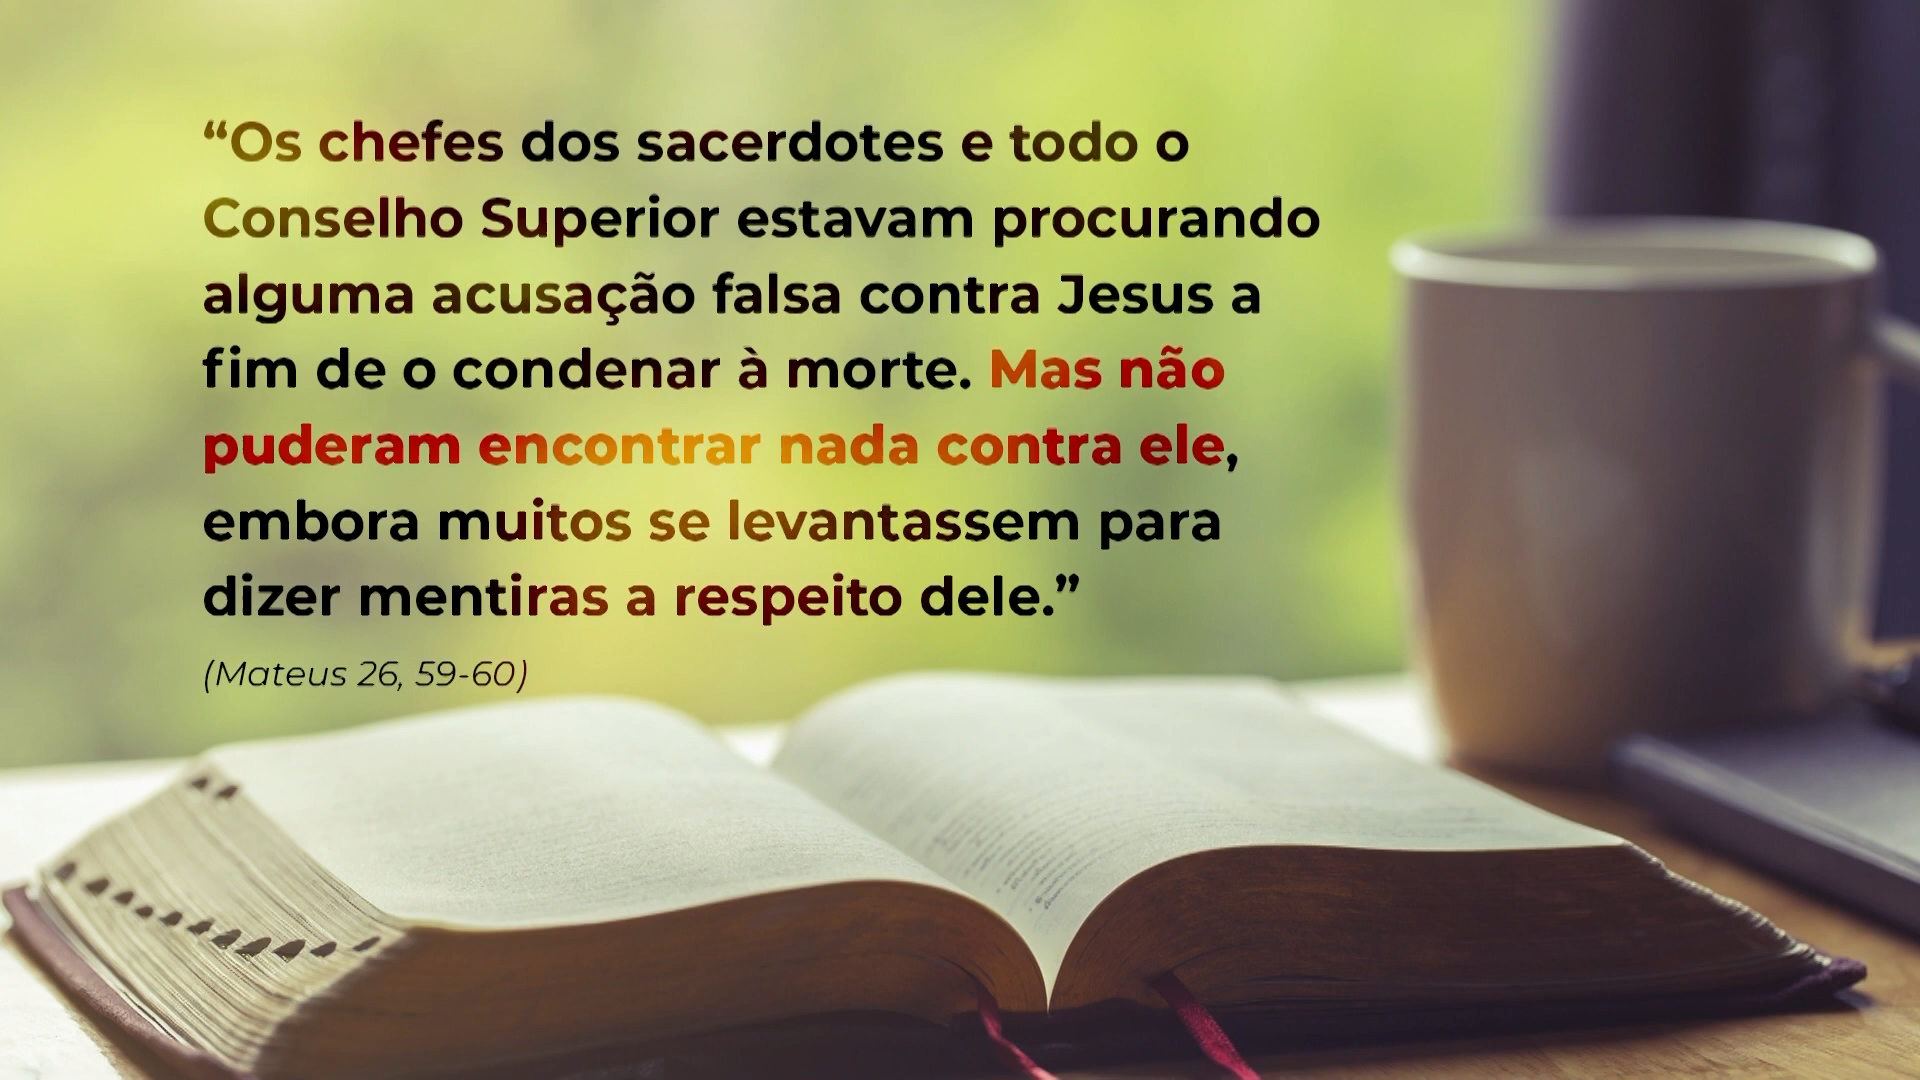 “Os chefes dos sacerdotes e todo o
Conselho Superior estavam procurando
alguma acusação falsa contra Jesus a
fim de o condenar à morte. Mas não
puderam encontrar nada contra ele,
embora muitos se levantassem para
dizer mentiras a respeito dele.”
(Mateus 26, 59-60)